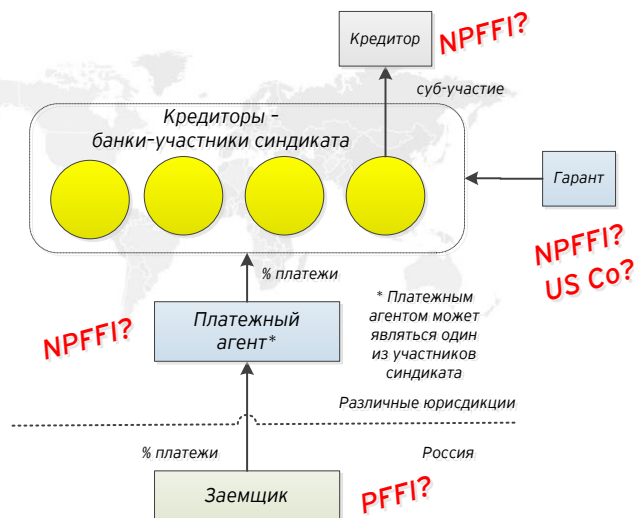 Кредитор
NPFFI?
суб-участие
Кредиторы –
банки-участники синдиката
Гарант
NPFFI?
US Co?
% платежи
NPFFI?
Платежный
агент*
* Платежным
агентом может
являться один
из участников
синдиката
Различные юрисдикции
% платежи
Россия
Заемщик
PFFI?